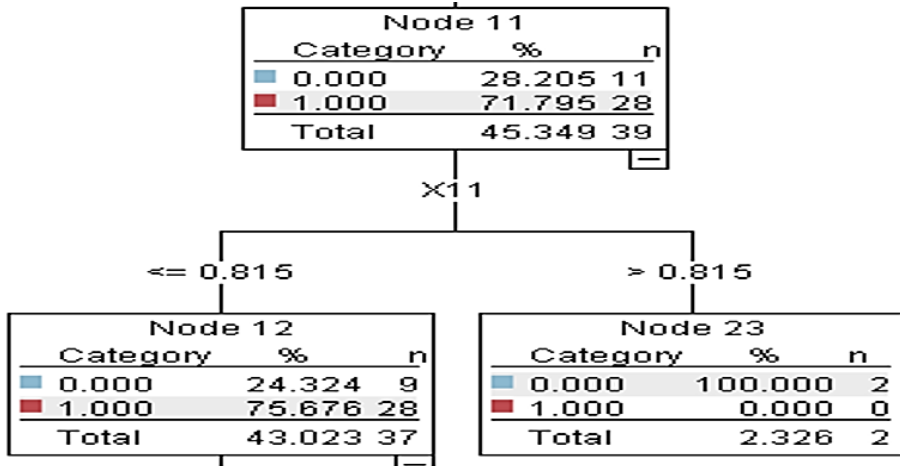 Node 11
Category % n
0.000 28.205 11
1.000 71.795 28
Total 45.349 39
X11
<= 0.815
> 0.815
Node 12
Category % n
0.000 24.324 9
1.000 75.676 28
Total 43.023 37
Node 23
Category % n
0.000 100.000 2
1.000 0.000 0
Total 2.326 2